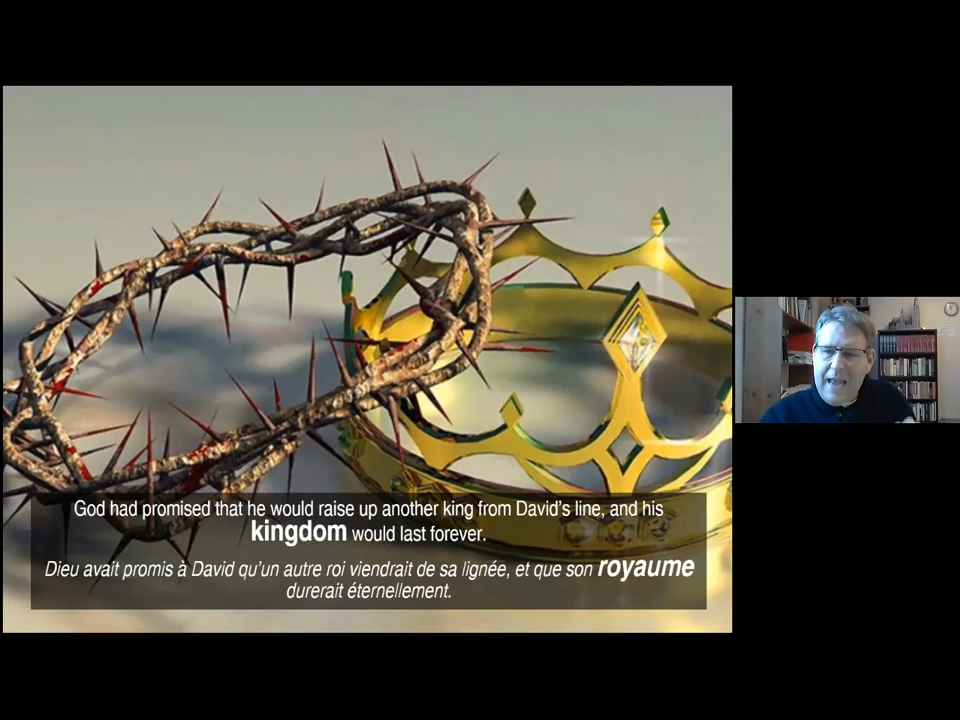 God had promised that he would raise up another king from David's line, and his
kingdom would last forever.
Dieu avait promis à David qu'un autre roi viendrait de sa lignée, et que son royaume
durerait éternellement.